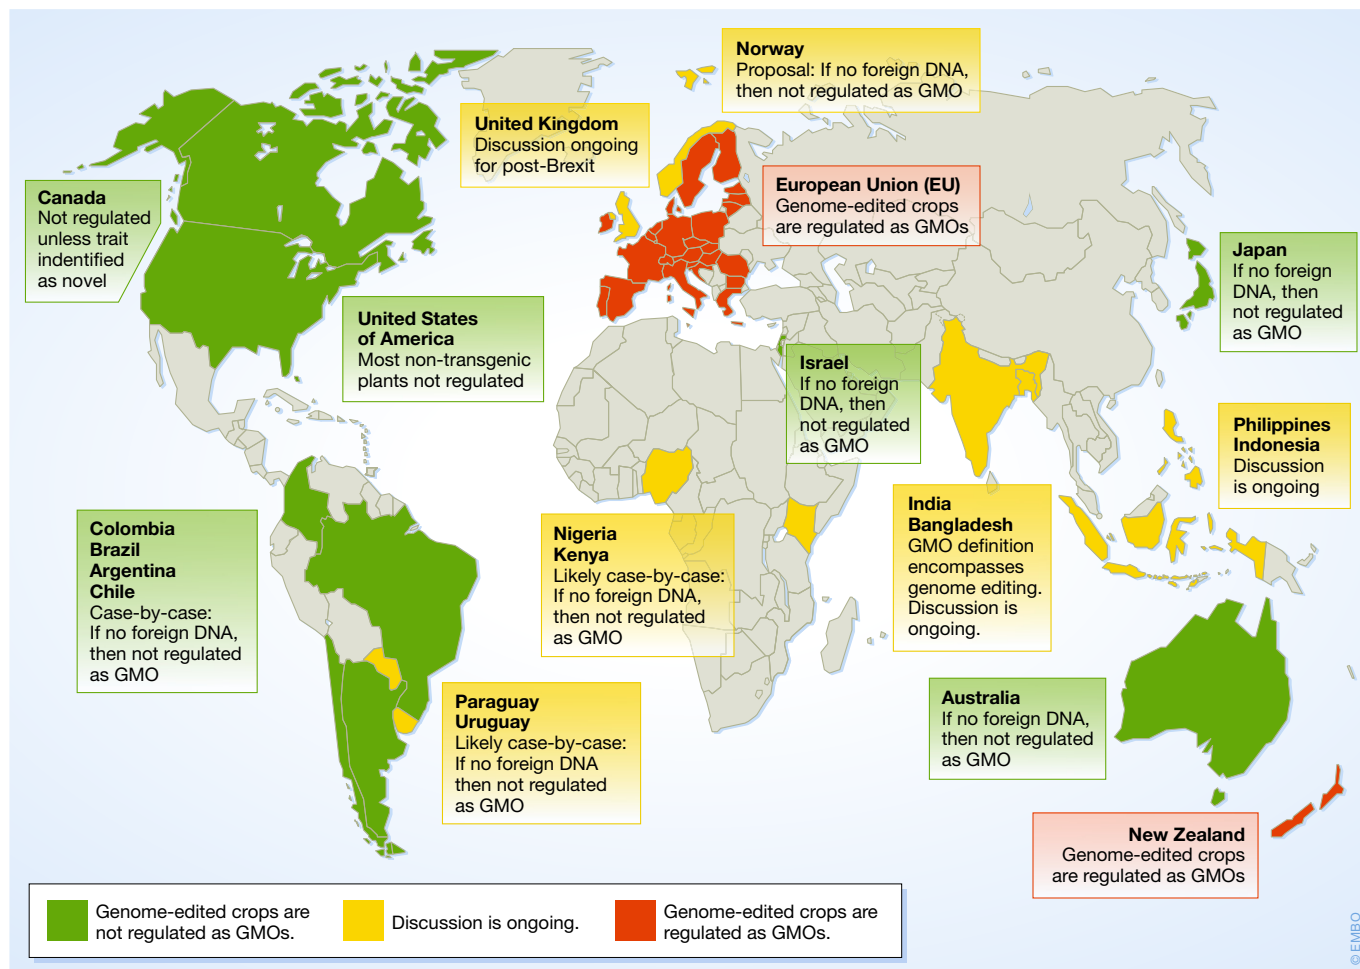 Norway
Proposal: If no foreign DNA,
then not regulated as GMO
United Kingdom
Discussion ongoing
for post-Brexit
European Union (EU)
Genome-edited crops
are regulated as GMOs
Canada
Not regulated
unless trait
indentified
as novel
Japan
If no foreign
DNA, then
not regulated
as GMO
United States
of America
Most non-transgenic
plants not regulated
Israel
If no foreign
DNA, then
not regulated
as GMO
Philippines
Indonesia
Discussion
is ongoing
India
Bangladesh
GMO definition
encompasses
genome editing.
Discussion is
ongoing.
Colombia
Brazil
Argentina
Chile
Case-by-case:
If no foreign DNA,
then not regulated
as GMO
Nigeria
Kenya
Likely case-by-case:
If no foreign DNA,
then not regulated
as GMO
Paraguay
Uruguay
Likely case-by-case:
If no foreign DNA
then not regulated
as GMO
Australia
If no foreign DNA,
then not regulated
as GMO
New Zealand
Genome-edited crops
are regulated as GMOs
Genome-edited crops are
not regulated as GMOs.
Discussion is ongoing.
Genome-edited crops are
regulated as GMOs.
© EMBO